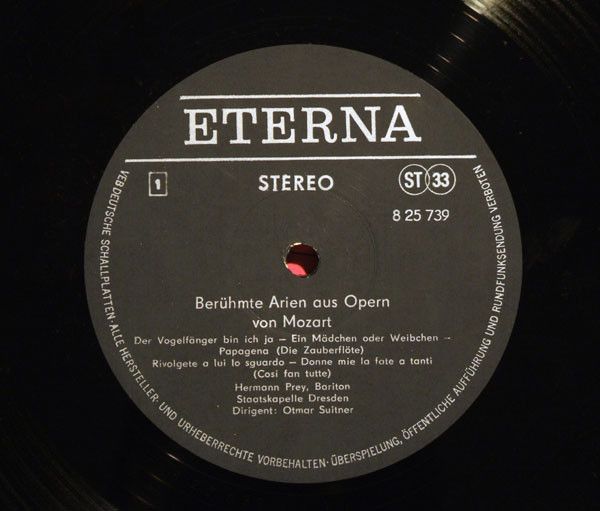 ETERNA
1 STEREO ST 33
8 25 739
Berühmte Arien aus Opern
von Mozart
Der Vogelfänger bin ich ja – Ein Mädchen oder Weibchen –
Papagena (Die Zauberflöte)
Rivolgete a lui lo sguardo – Donne mie la fate a tanti
(Cosi fan tutte)
Hermann Prey, Bariton
Staatskapelle Dresden
Dirigent: Otmar Suitner
VEB DEUTSCHE SCHALLPLATTEN · ALLE HERSTELLER- UND URHEBERRECHTE VORBEHALTEN · ÜBERSPIELUNG, ÖFFENTLICHE AUFFÜHRUNG UND RUNDFUNKSENDUNG VERBOTEN